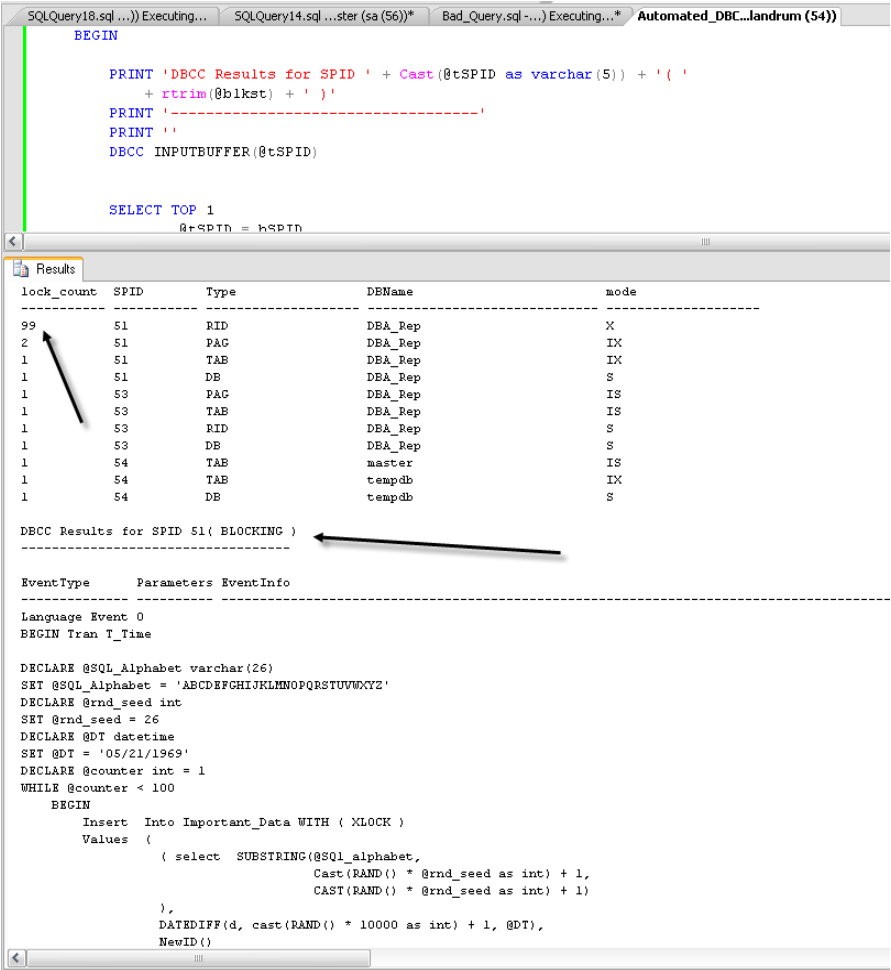 SQLQuery18.sql ...)) Executing... SQLQuery14.sql ...ster (sa (56))* Bad_Query.sql -...) Executing...* Automated_DBC...landrum (54))
BEGIN
PRINT 'DBCC Results for SPID ' + Cast(@tSPID as varchar(5)) + '( '
+ rtrim(@blkst) + ' )'
PRINT '-----------------------------------'
PRINT ''
DBCC INPUTBUFFER(@tSPID)
SELECT TOP 1
@tSPID = bSPID
Results
lock_count SPID Type DBName mode
----------- ----------- -------------------- ------------------------------ --------------------
99 51 RID DBA_Rep X
2 51 PAG DBA_Rep IX
1 51 TAB DBA_Rep IX
1 51 DB DBA_Rep S
1 53 PAG DBA_Rep IS
1 53 TAB DBA_Rep IS
1 53 RID DBA_Rep S
1 53 DB DBA_Rep S
1 54 TAB master IS
1 54 TAB tempdb IX
1 54 DB tempdb S
DBCC Results for SPID 51( BLOCKING )
-----------------------------------
EventType Parameters EventInfo
-------------- ---------- ----------------------------------------------------------------------------------------
Language Event 0
BEGIN Tran T_Time
DECLARE @SQL_Alphabet varchar(26)
SET @SQL_Alphabet = 'ABCDEFGHIJKLMNOPQRSTUVWXYZ'
DECLARE @rnd_seed int
SET @rnd_seed = 26
DECLARE @DT datetime
SET @DT = '05/21/1969'
DECLARE @counter int = 1
WHILE @counter < 100
BEGIN
Insert Into Important_Data WITH ( XLOCK )
Values (
( select SUBSTRING(@SQl_alphabet,
Cast(RAND() * @rnd_seed as int) + 1,
CAST(RAND() * @rnd_seed as int) + 1)
),
DATEDIFF(d, cast(RAND() * 10000 as int) + 1, @DT),
NewID()